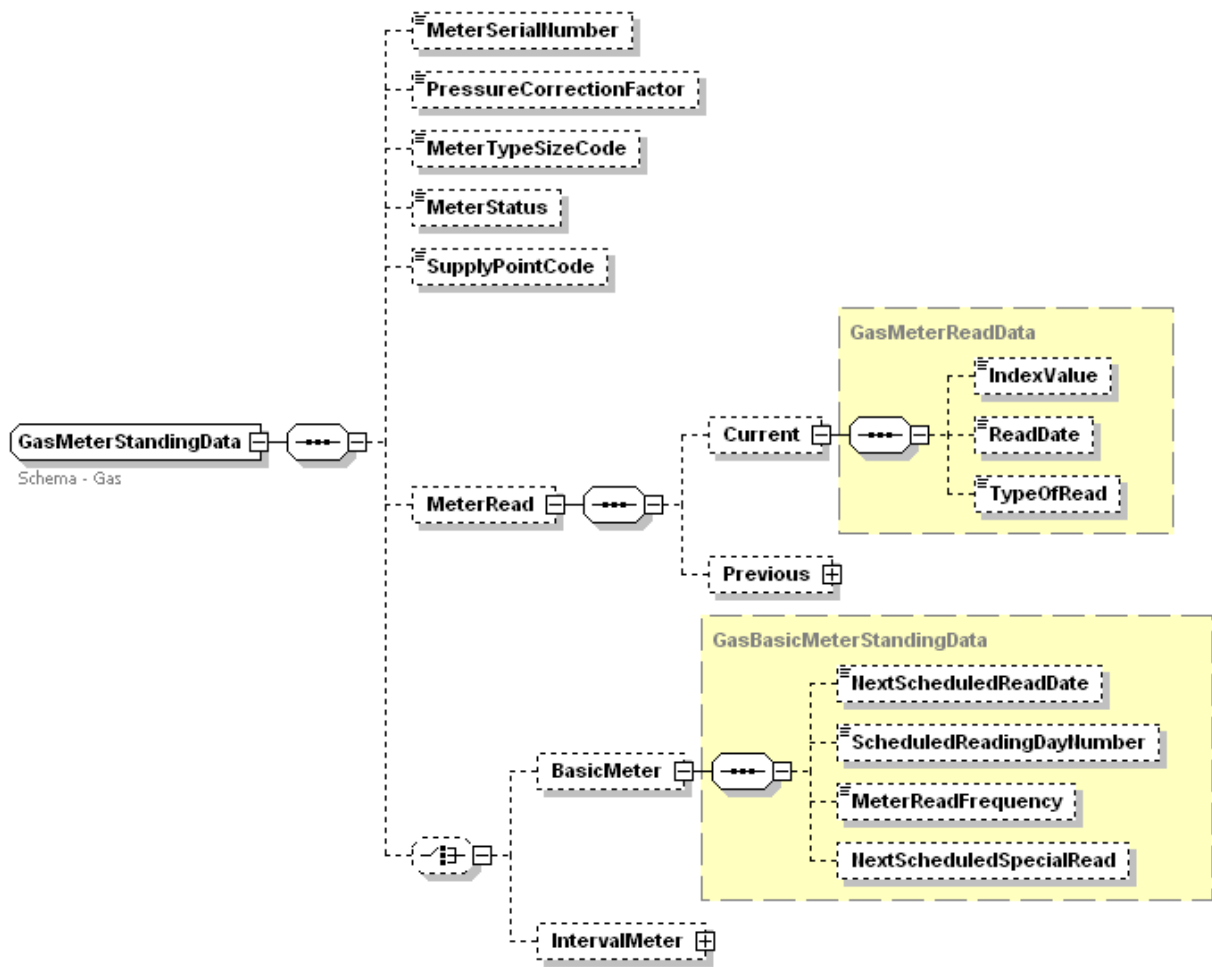 MeterSerialNumber
PressureCorrectionFactor
MeterTypeSizeCode
MeterStatus
SupplyPointCode
GasMeterStandingData
Schema - Gas
MeterRead
Current
GasMeterReadData
IndexValue
ReadDate
TypeOfRead
Previous
BasicMeter
GasBasicMeterStandingData
NextScheduledReadDate
ScheduledReadingDayNumber
MeterReadFrequency
NextScheduledSpecialRead
IntervalMeter